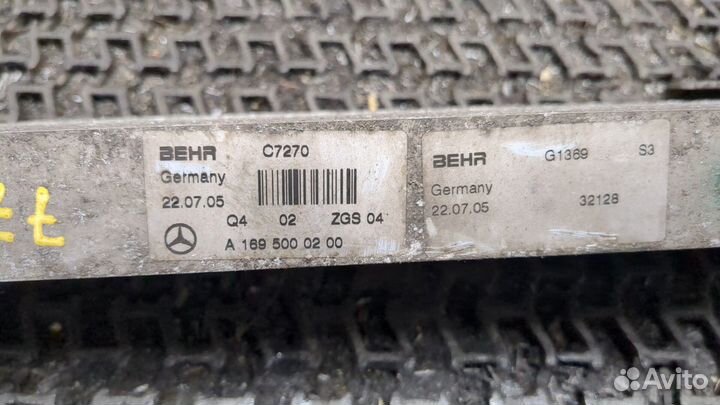 BEHR C7270
Germany
22.07.05
Q4 02 ZGS 04
A 169 500 02 00
BEHR G1369 S3
Germany
22.07.05 32128
Avito